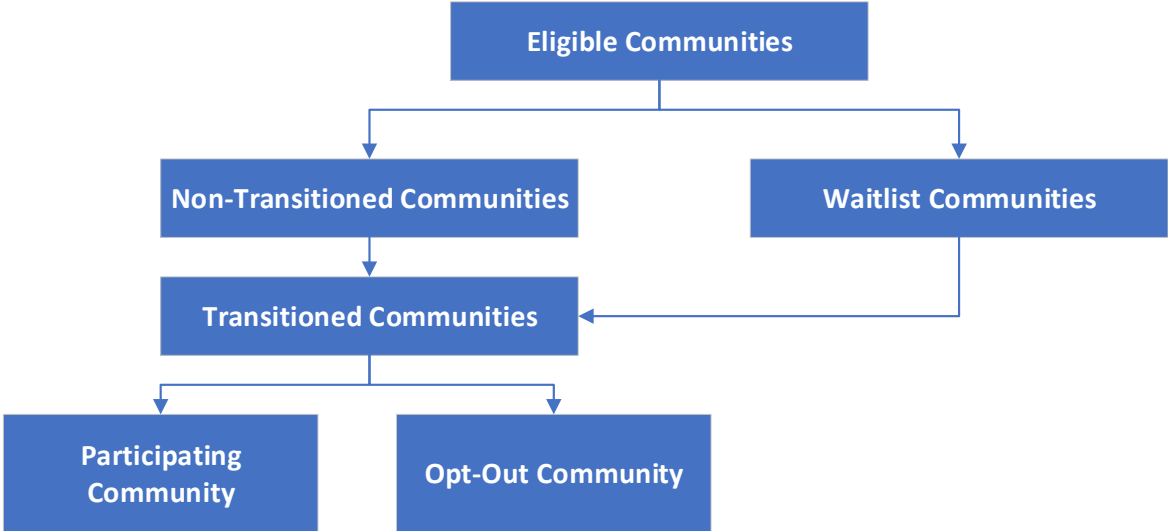 Eligible Communities
Non-Transitioned Communities
Waitlist Communities
Transitioned Communities
Participating
Community
Opt-Out Community